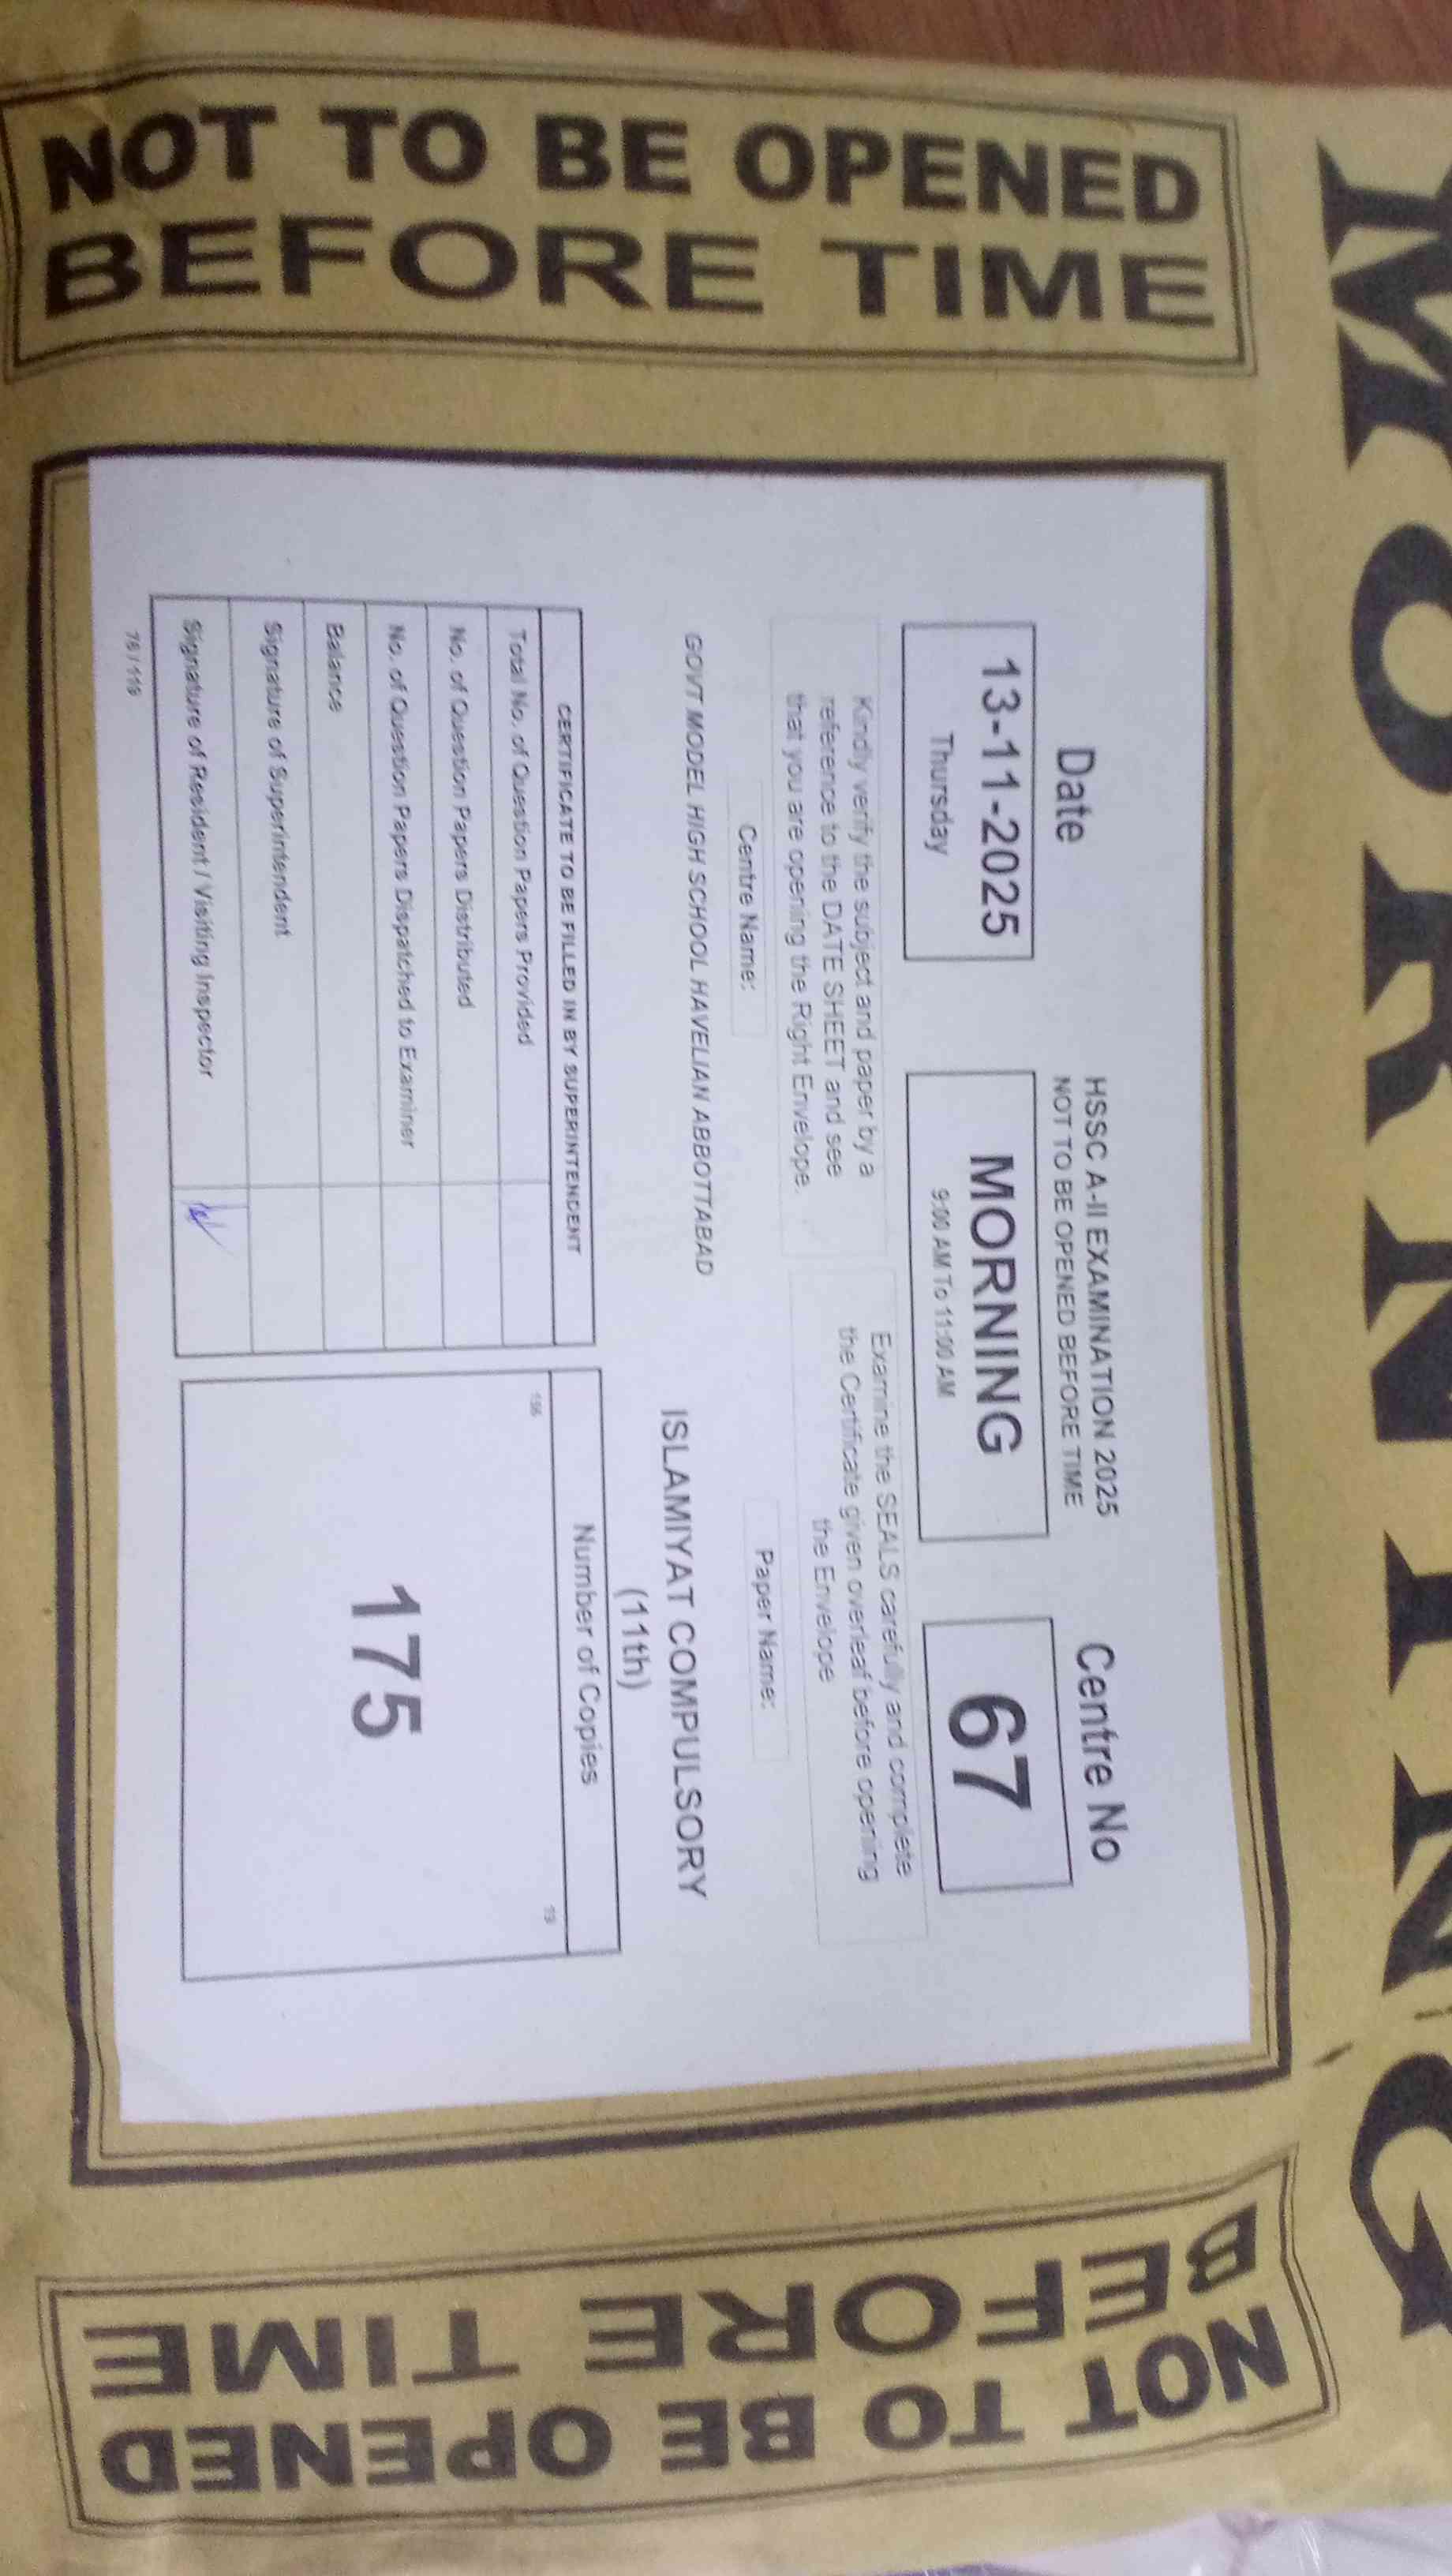 MORNING
NOT TO BE OPENED
BEFORE TIME
HSSC A-II EXAMINATION 2025
NOT TO BE OPENED BEFORE TIME
Date
13-11-2025
Thursday
MORNING
9:00 AM To 11:00 AM
Centre No
67
Kindly verify the subject and paper by a
reference to the DATE SHEET and see
that you are opening the Right Envelope.
Examine the SEALS carefully and complete
the Certificate given overleaf before opening
the Envelope
Centre Name:
GOVT MODEL HIGH SCHOOL HAVELIAN ABBOTTABAD
Paper Name:
ISLAMIYAT COMPULSORY
(11th)
CERTIFICATE TO BE FILLED IN BY SUPERINTENDENT
Total No. of Question Papers Provided
No. of Question Papers Distributed
No. of Question Papers Dispatched to Examiner
Balance
Signature of Superintendent
Signature of Resident / Visiting Inspector
Number of Copies
156
19
175
76 / 119
NOT TO BE OPENED
BEFORE TIME